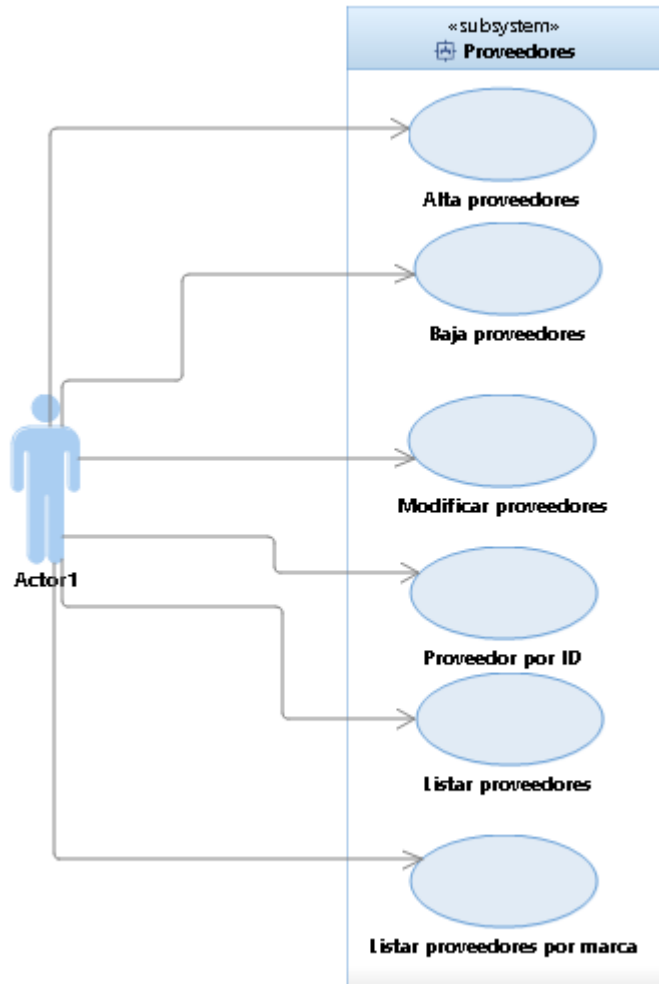 «subsystem»
Proveedores
Alta proveedores
Baja proveedores
Modificar proveedores
Actor1
Proveedor por ID
Listar proveedores
Listar proveedores por marca